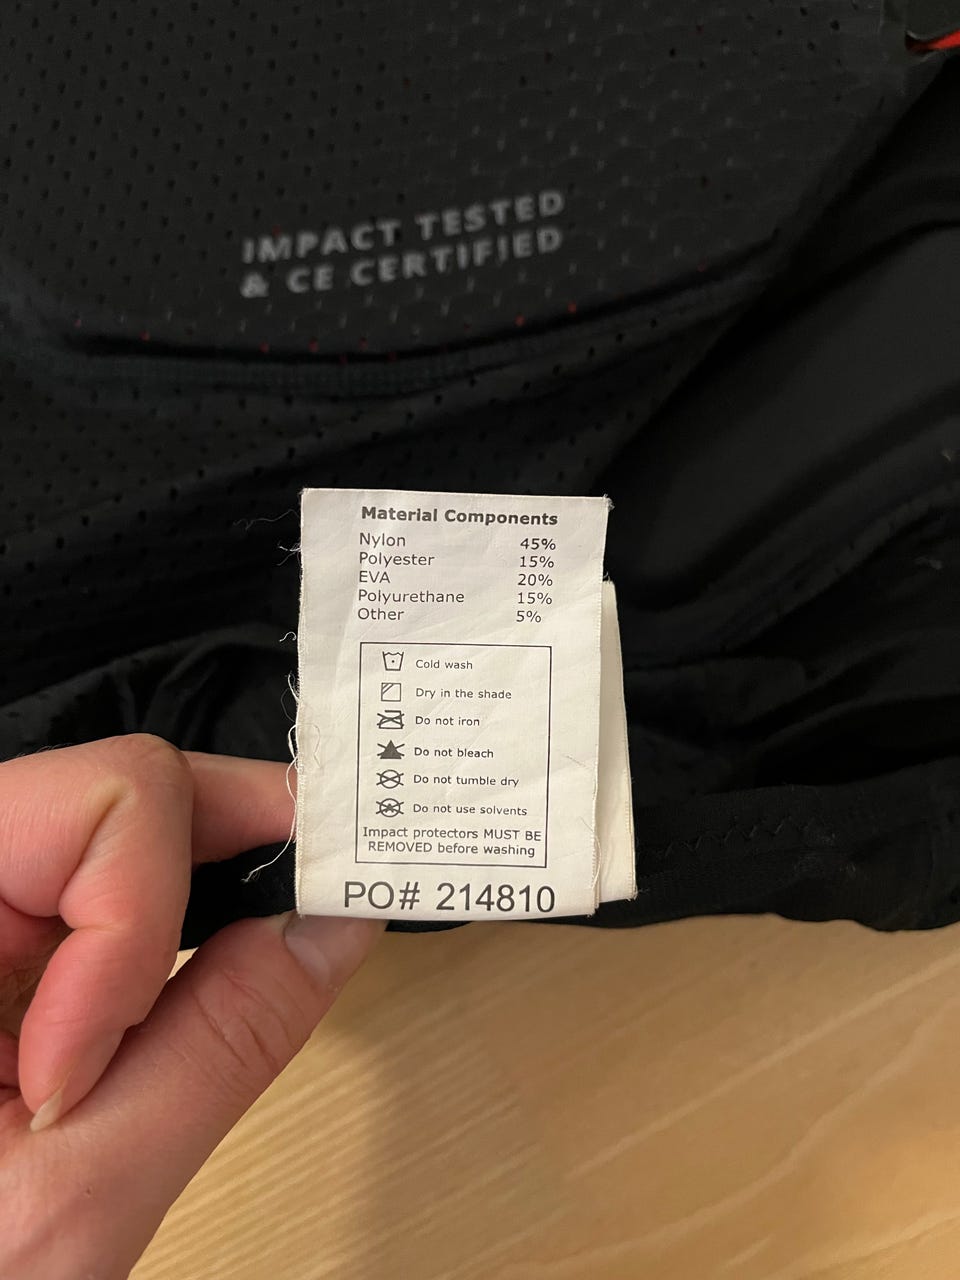 IMPACT TESTED
& CE CERTIFIED
Material Components
Nylon 45%
Polyester 15%
EVA 20%
Polyurethane 15%
Other 5%
Cold wash
Dry in the shade
Do not iron
Do not bleach
Do not tumble dry
Do not use solvents
Impact protectors MUST BE
REMOVED before washing
PO# 214810